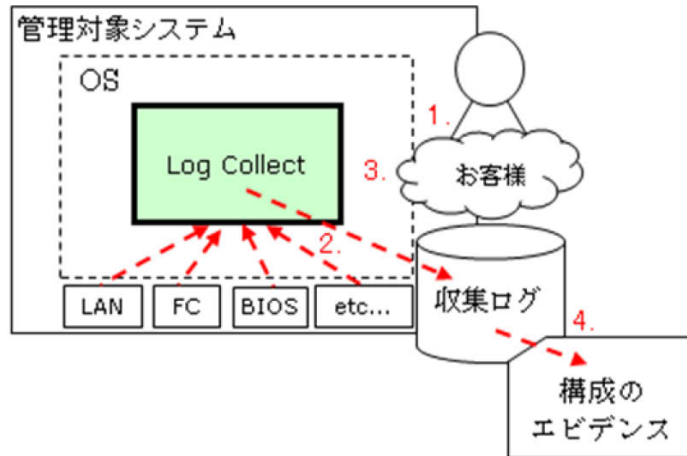 管理対象システム
OS
1.
Log Collect
3.
お客様
2.
LAN
FC
BIOS
etc...
収集ログ
4.
構成の
エビデンス